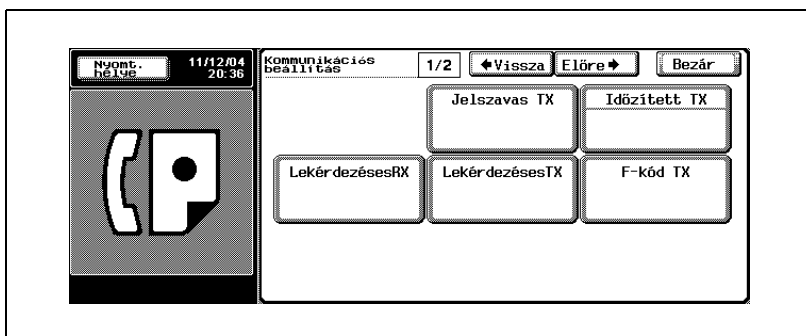 Nyomt.
helye
11/12/04
20:36
Kommunikációs
beállítás
1/2
Vissza
Előre
Bezár
Jelszavas TX
Időzített TX
LekérdezésesRX
LekérdezésesTX
F-kód TX